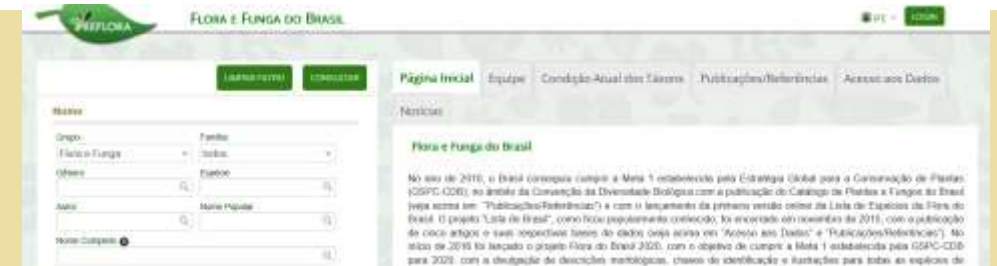 REFLORA
FLORA E FUNGA DO BRASIL
PT
LOGIN
LIMPAR FILTRO CONSULTAR
Página Inicial Equipe Condição Atual dos Táxons Publicações/Referências Acesso aos Dados
Notícias
Nome
Grupo Família
Flora e Funga todos
Gênero Espécie
Autor Nome Popular
Nome Completo
Flora e Funga do Brasil
No ano de 2010, o Brasil conseguiu cumprir a Meta 1 estabelecida pela Estratégia Global para a Conservação de Plantas
(GSPC-CDB), no âmbito da Convenção da Diversidade Biológica com a publicação do Catálogo de Plantas e Fungos do Brasil
(veja acima em "Publicações/Referências") e com o lançamento da primeira versão online da Lista de Espécies da Flora do
Brasil. O projeto "Lista do Brasil", como ficou popularmente conhecido, foi encerrado em novembro de 2015, com a publicação
de cinco artigos e suas respectivas bases de dados (veja acima em "Acesso aos Dados" e "Publicações/Referências"). No
início de 2016 foi lançado o projeto Flora do Brasil 2020, com o objetivo de cumprir a Meta 1 estabelecida pela GSPC-CDB
para 2020, com a divulgação de descrições morfológicas, chaves de identificação e ilustrações para todas as espécies de